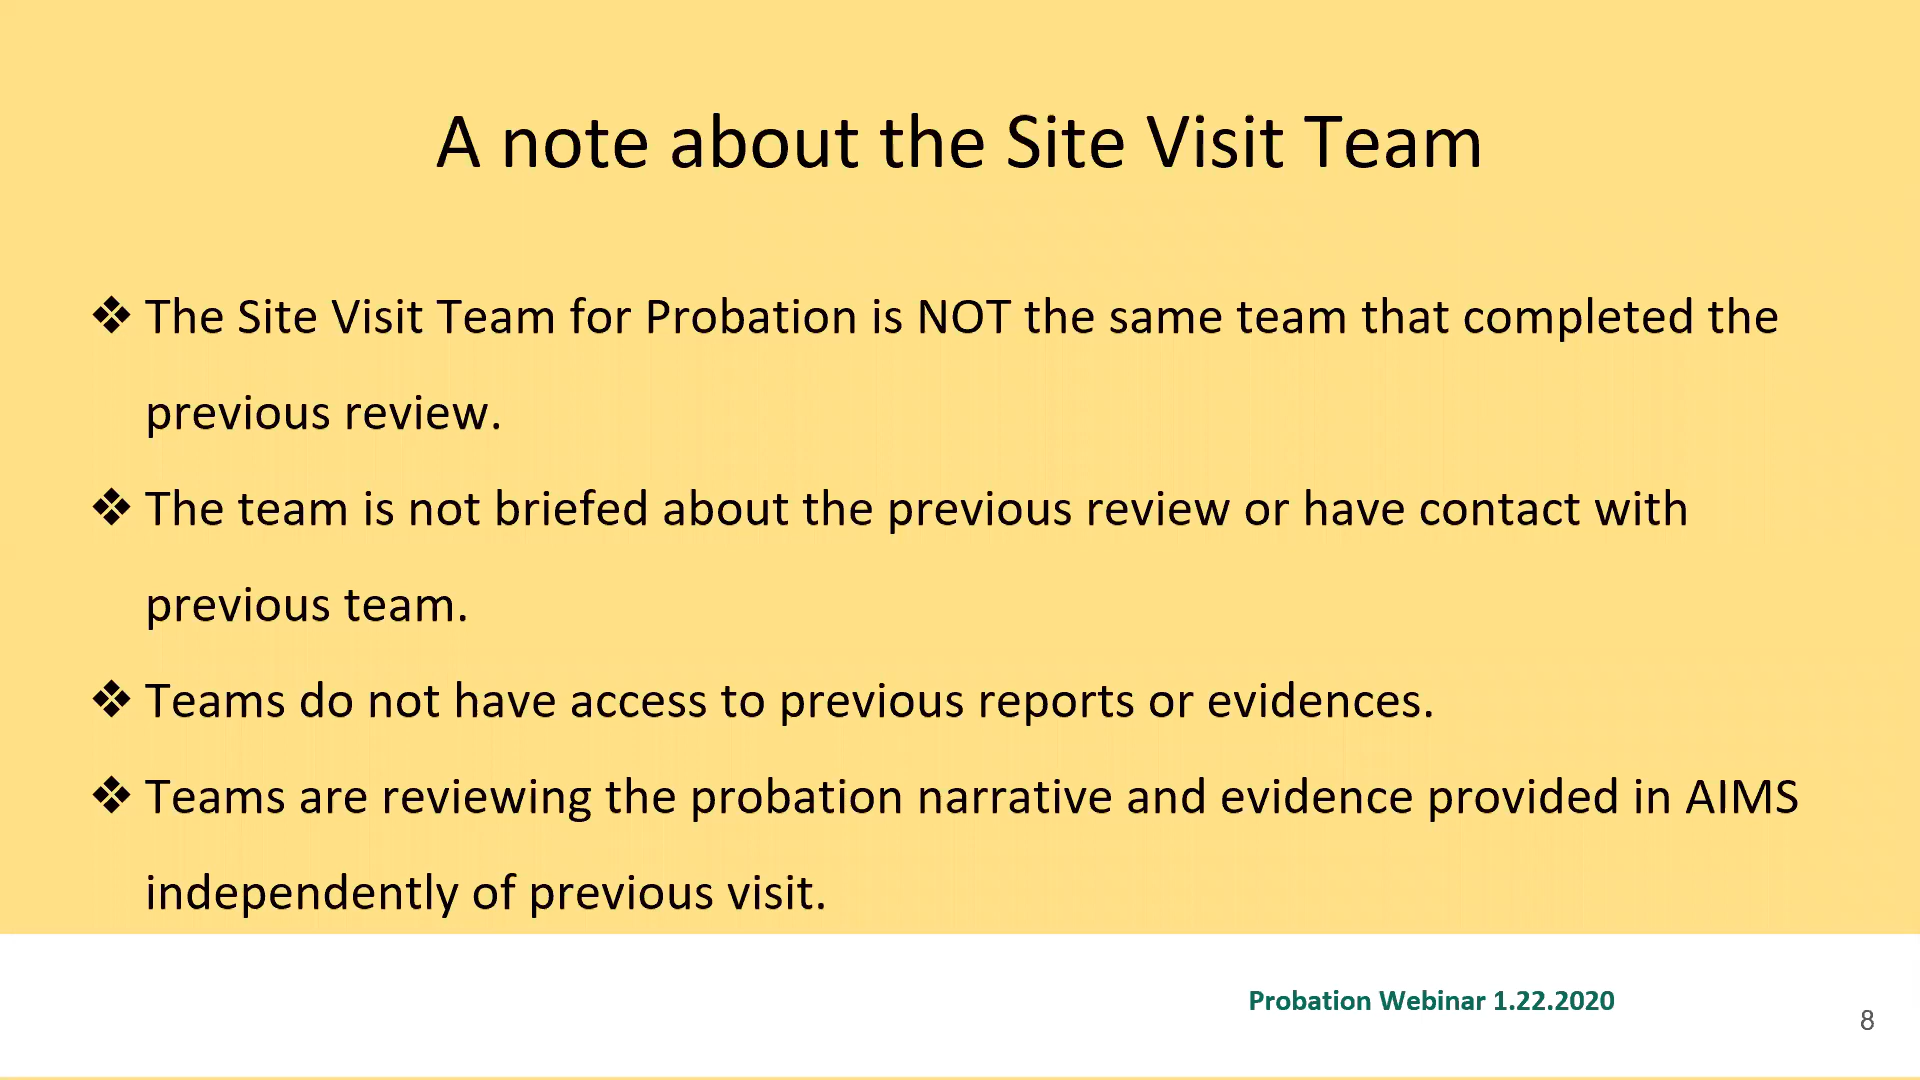 A note about the Site Visit Team
❖ The Site Visit Team for Probation is NOT the same team that completed the
previous review.
❖ The team is not briefed about the previous review or have contact with
previous team.
❖ Teams do not have access to previous reports or evidences.
❖ Teams are reviewing the probation narrative and evidence provided in AIMS
independently of previous visit.
Probation Webinar 1.22.2020
8